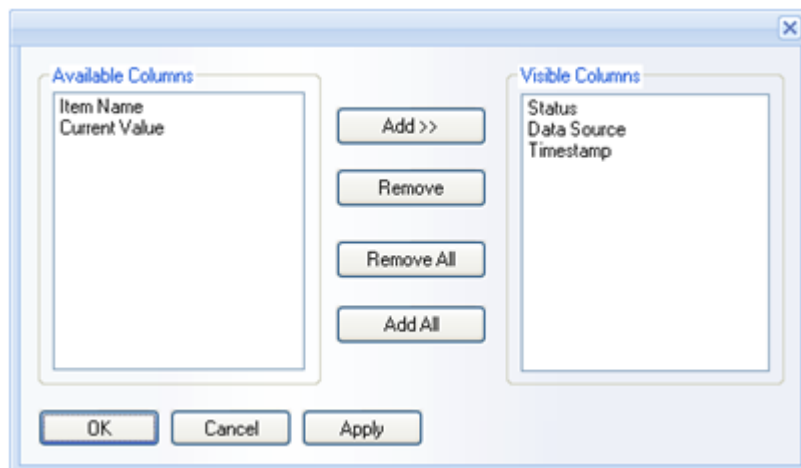 Available Columns
Item Name
Current Value
Add >>
Remove
Remove All
Add All
Visible Columns
Status
Data Source
Timestamp
OK
Cancel
Apply